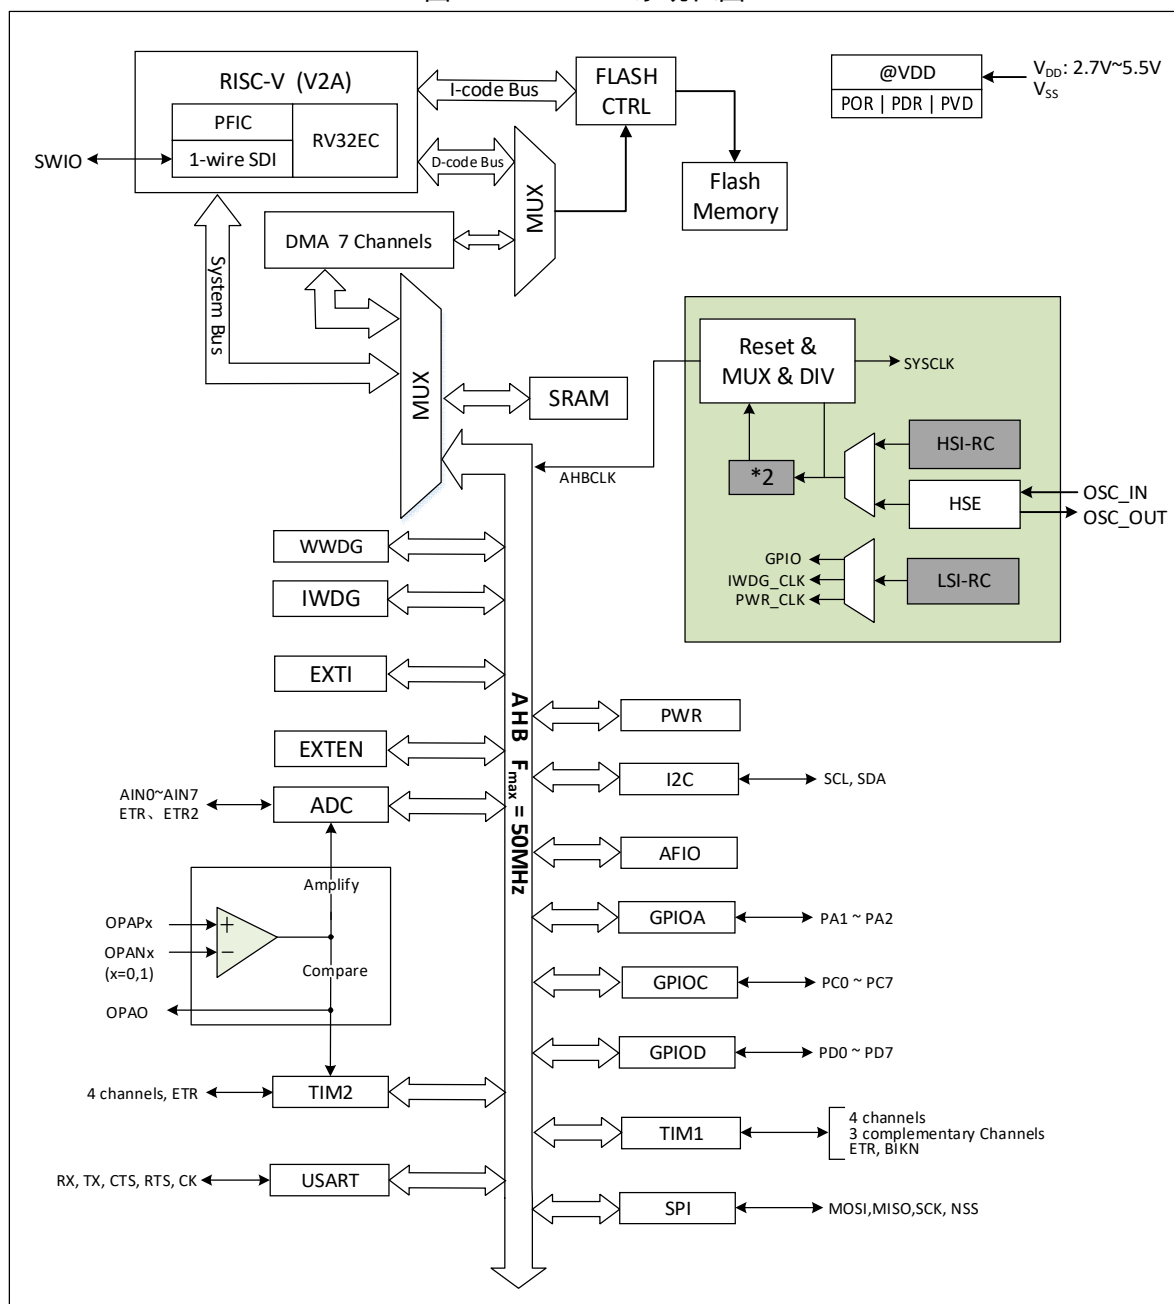 RISC-V (V2A)
PFIC
1-wire SDI
RV32EC
SWIO
I-code Bus
D-code Bus
FLASH
CTRL
MUX
Flash
Memory
@VDD
POR | PDR | PVD
VDD: 2.7V~5.5V
VSS
DMA 7 Channels
System Bus
MUX
SRAM
Reset &
MUX & DIV
SYSCLK
AHBCLK
*2
HSI-RC
HSE
OSC_IN
OSC_OUT
GPIO
IWDG_CLK
PWR_CLK
LSI-RC
WWDG
IWDG
EXTI
EXTEN
AIN0~AIN7
ETR、ETR2
ADC
Amplify
OPAPx
OPANx
(x=0,1)
+
−
Compare
OPAO
4 channels, ETR
TIM2
RX, TX, CTS, RTS, CK
USART
AHB Fmax = 50MHz
PWR
I2C
SCL, SDA
AFIO
GPIOA
PA1 ~ PA2
GPIOC
PC0 ~ PC7
GPIOD
PD0 ~ PD7
TIM1
4 channels
3 complementary Channels
ETR, BIKN
SPI
MOSI,MISO,SCK, NSS